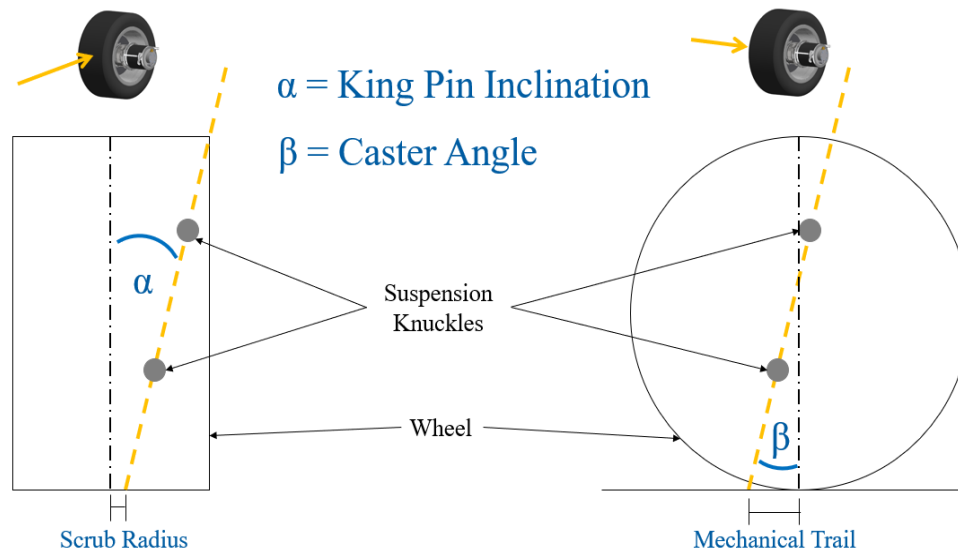 α = King Pin Inclination
β = Caster Angle
α
Suspension
Knuckles
Wheel
β
Scrub Radius
Mechanical Trail